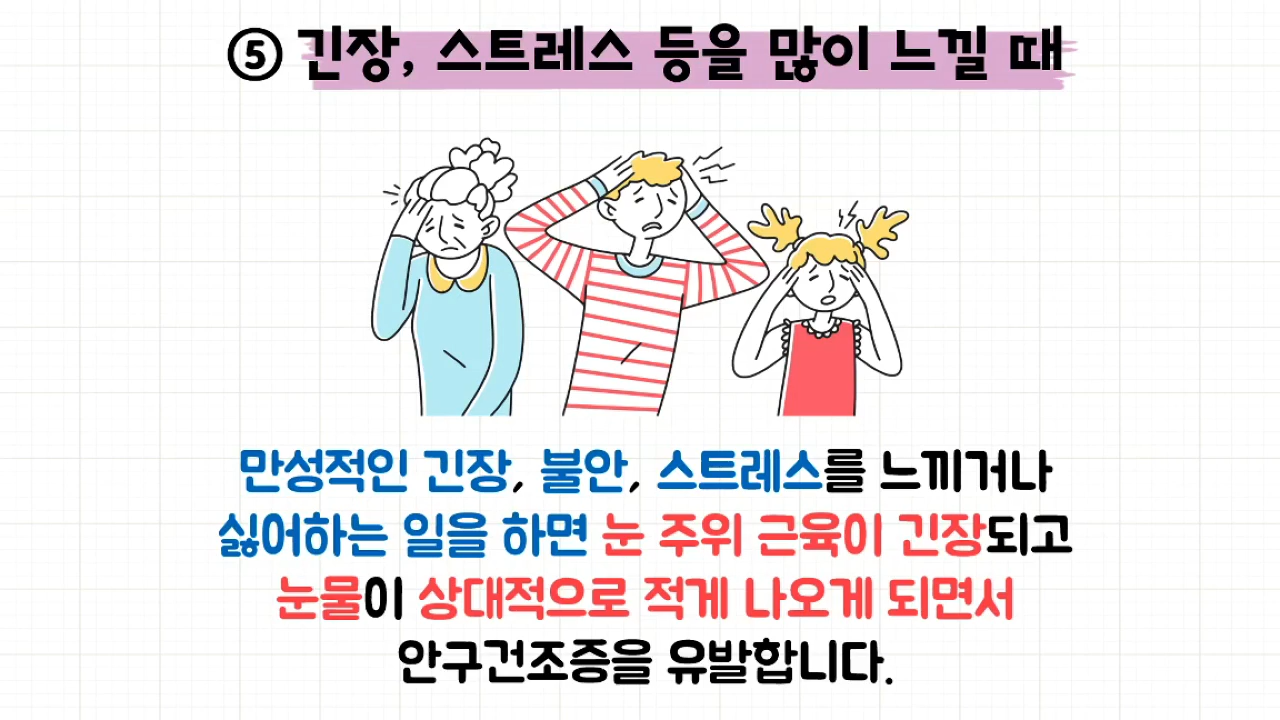 ⑤ 긴장, 스트레스 등을 많이 느낄 때
만성적인 긴장, 불안, 스트레스를 느끼거나
싫어하는 일을 하면 눈 주위 근육이 긴장되고
눈물이 상대적으로 적게 나오게 되면서
안구건조증을 유발합니다.